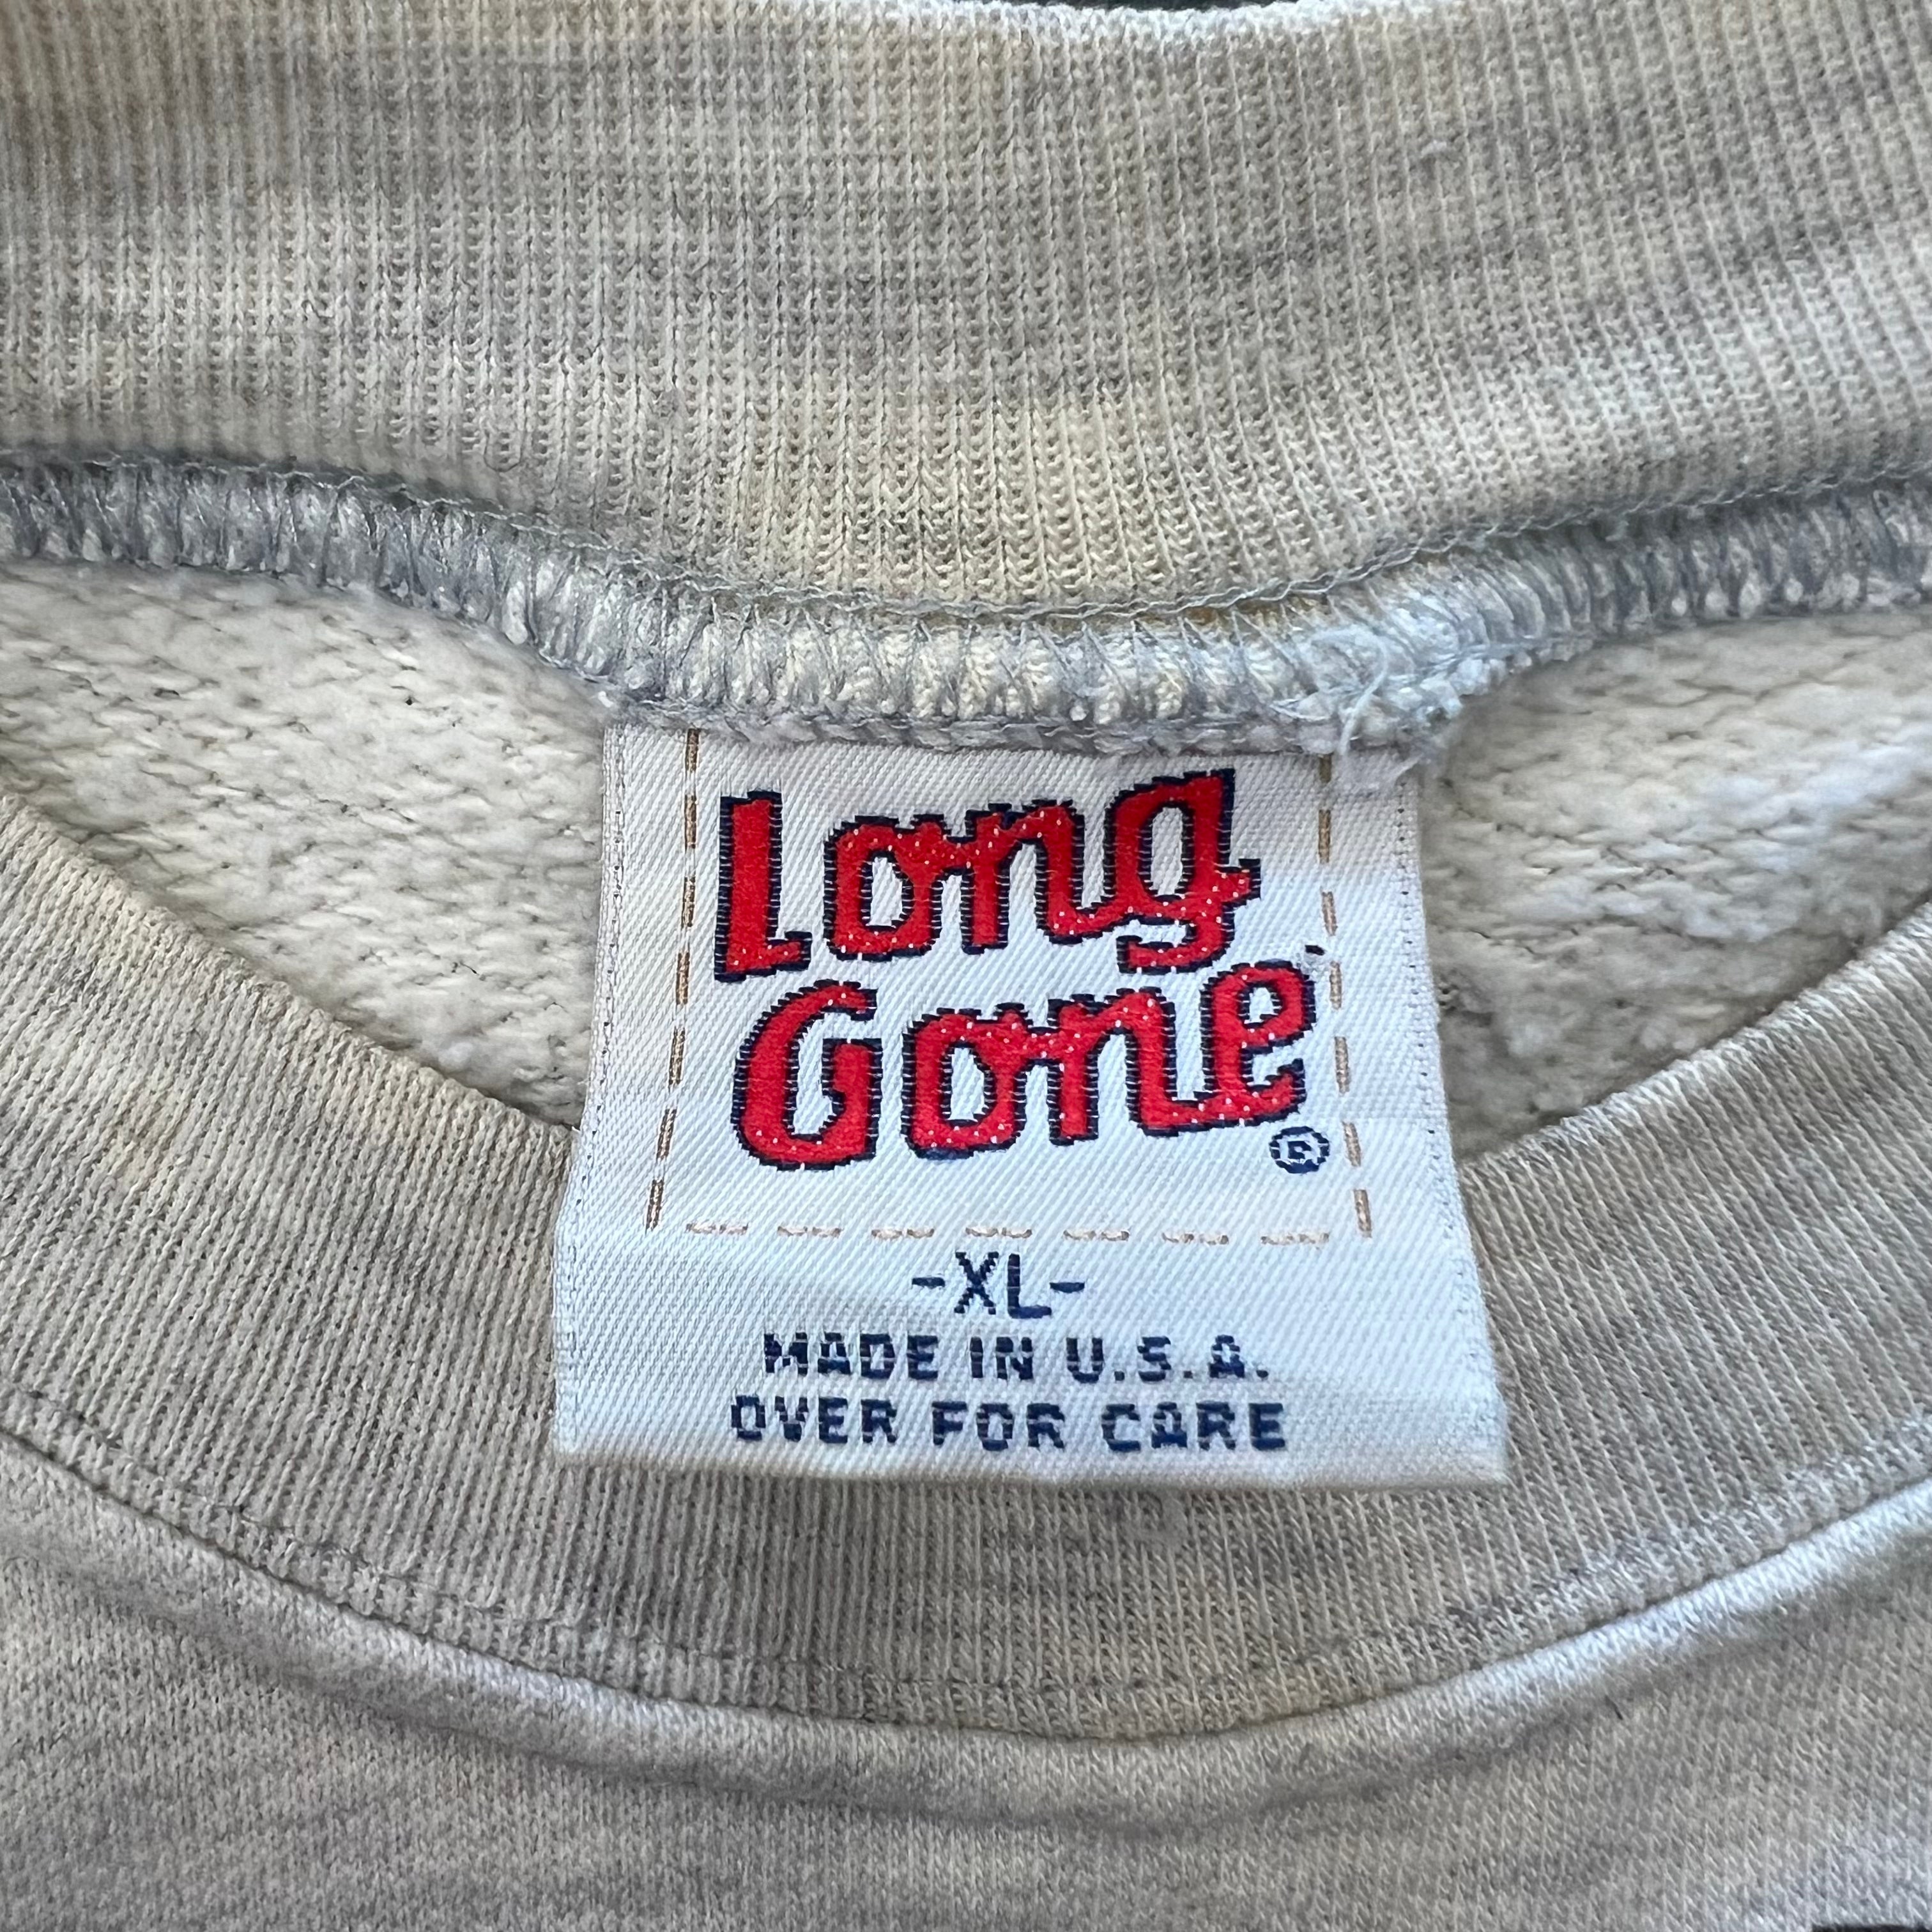 Long
Gone
®
-XL-
MADE IN U.S.A.
OVER FOR CARE